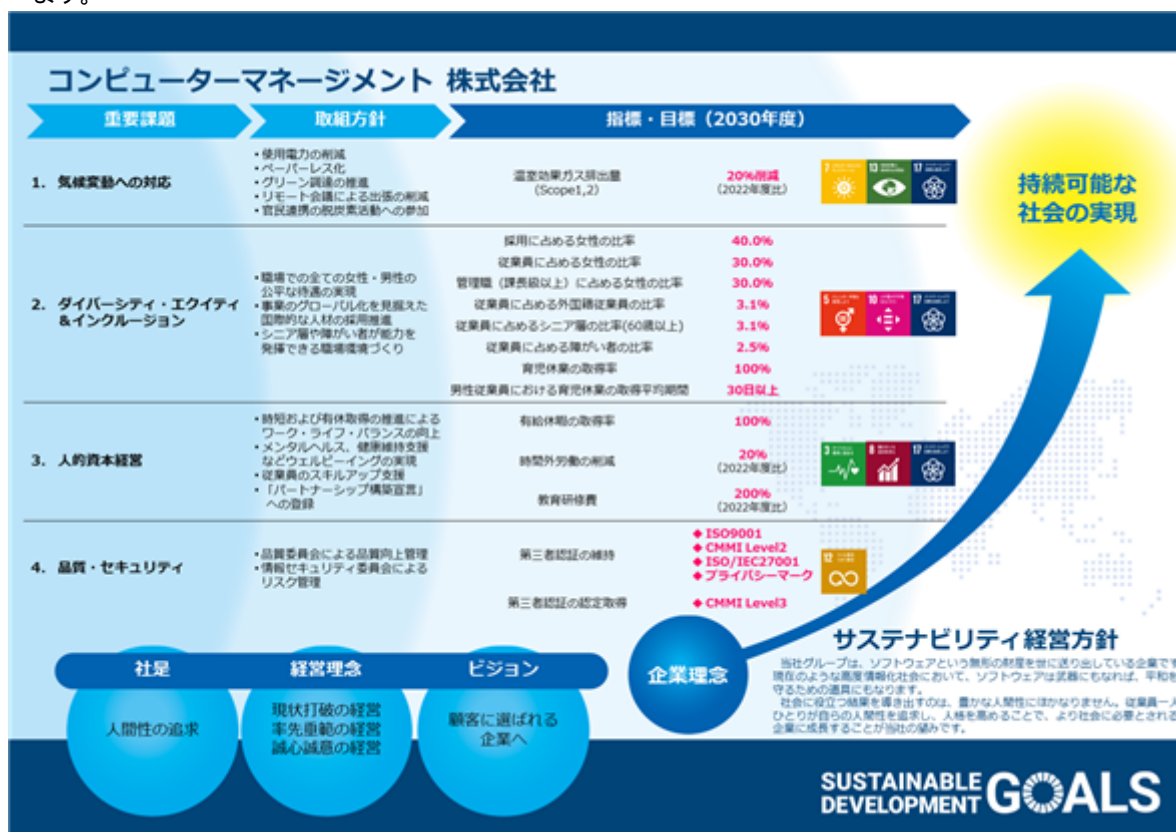 ます。
コンピューターマネージメント 株式会社
重要課題
取組方針
指標・目標（2030年度）
1. 気候変動への対応
・使用電力の削減
・ペーパーレス化
・グリーン調達の推進
・リモート会議による出張の削減
・官民連携の脱炭素活動への参加
温室効果ガス排出量
(Scope1,2)
20%削減
(2022年度比)
7
13
17
持続可能な
社会の実現
2. ダイバーシティ・エクイティ
&インクルージョン
・職場での全ての女性・男性の
公平な待遇の実現
・事業のグローバル化を見据えた
国際的な人材の採用推進
・シニア層や障がい者が能力を
発揮できる職場環境づくり
採用に占める女性の比率
40.0%
従業員に占める女性の比率
30.0%
管理職（課長級以上）に占める女性の比率
30.0%
従業員に占める外国籍従業員の比率
3.1%
従業員に占めるシニア層の比率(60歳以上)
3.1%
従業員に占める障がい者の比率
2.5%
育児休業の取得率
100%
男性従業員における育児休業の取得平均期間
30日以上
5
10
17
3. 人的資本経営
・時短および有休取得の推進による
ワーク・ライフ・バランスの向上
・メンタルヘルス、健康維持支援
などウェルビーイングの実現
・従業員のスキルアップ支援
・「パートナーシップ構築宣言」
への登録
有給休暇の取得率
100%
時間外労働の削減
20%
(2022年度比)
教育研修費
200%
(2022年度比)
3
8
17
4. 品質・セキュリティ
・品質委員会による品質向上管理
・情報セキュリティ委員会による
リスク管理
第三者認証の維持
◆ISO9001
◆CMMI Level2
◆ISO/IEC27001
◆プライバシーマーク
第三者認証の認定取得
◆CMMI Level3
12
社是
人間性の追求
経営理念
現状打破の経営
率先垂範の経営
誠心誠意の経営
ビジョン
顧客に選ばれる
企業へ
企業理念
サステナビリティ経営方針
当社グループは、ソフトウェアという無形の財産を世に送り出している企業です
現在のような高度情報化社会において、ソフトウェアは武器にもなれば、平和を
守るための道具にもなります。
社会に役立つ結果を導き出すのは、豊かな人間性にほかなりません。従業員一人
ひとりが自らの人間性を追求し、人格を高めることで、より社会に必要とされる
企業に成長することが当社の望みです。
SUSTAINABLE
DEVELOPMENT
GOALS